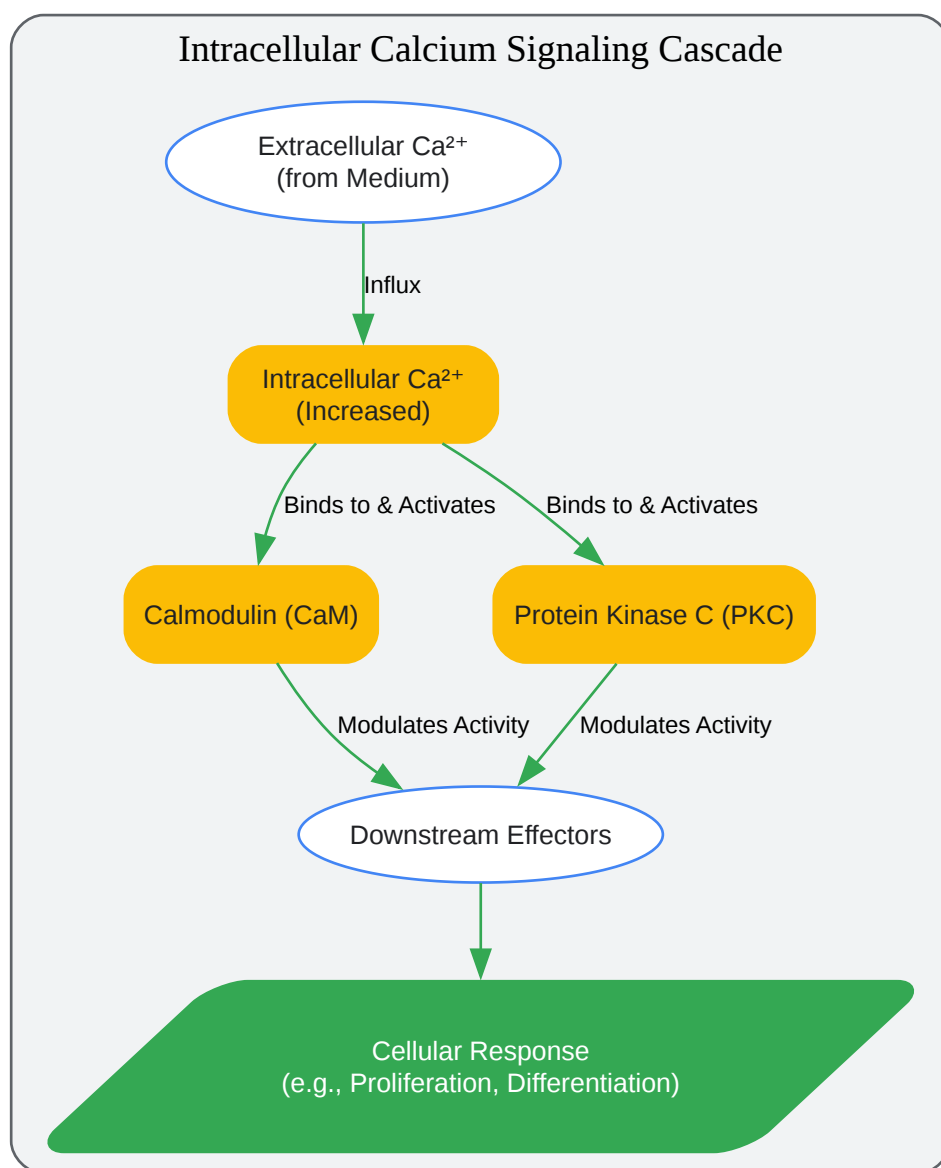 Intracellular Calcium Signaling Cascade
Extracellular Ca²⁺
(from Medium)
Influx
Intracellular Ca²⁺
(Increased)
Binds to & Activates
Binds to & Activates
Calmodulin (CaM)
Protein Kinase C (PKC)
Modulates Activity
Modulates Activity
Downstream Effectors
Cellular Response
(e.g., Proliferation, Differentiation)